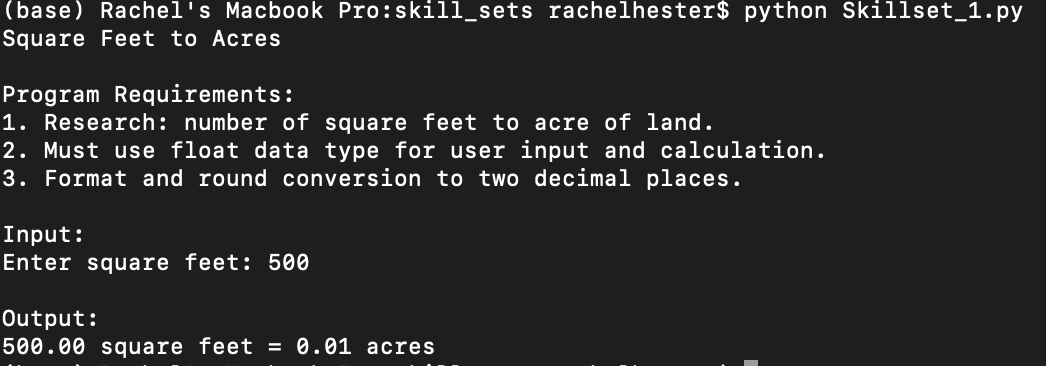 (base) Rachel's Macbook Pro:skill_sets rachelhester$ python Skillset_1.py
Square Feet to Acres
Program Requirements:
1. Research: number of square feet to acre of land.
2. Must use float data type for user input and calculation.
3. Format and round conversion to two decimal places.
Input:
Enter square feet: 500
Output:
500.00 square feet = 0.01 acres